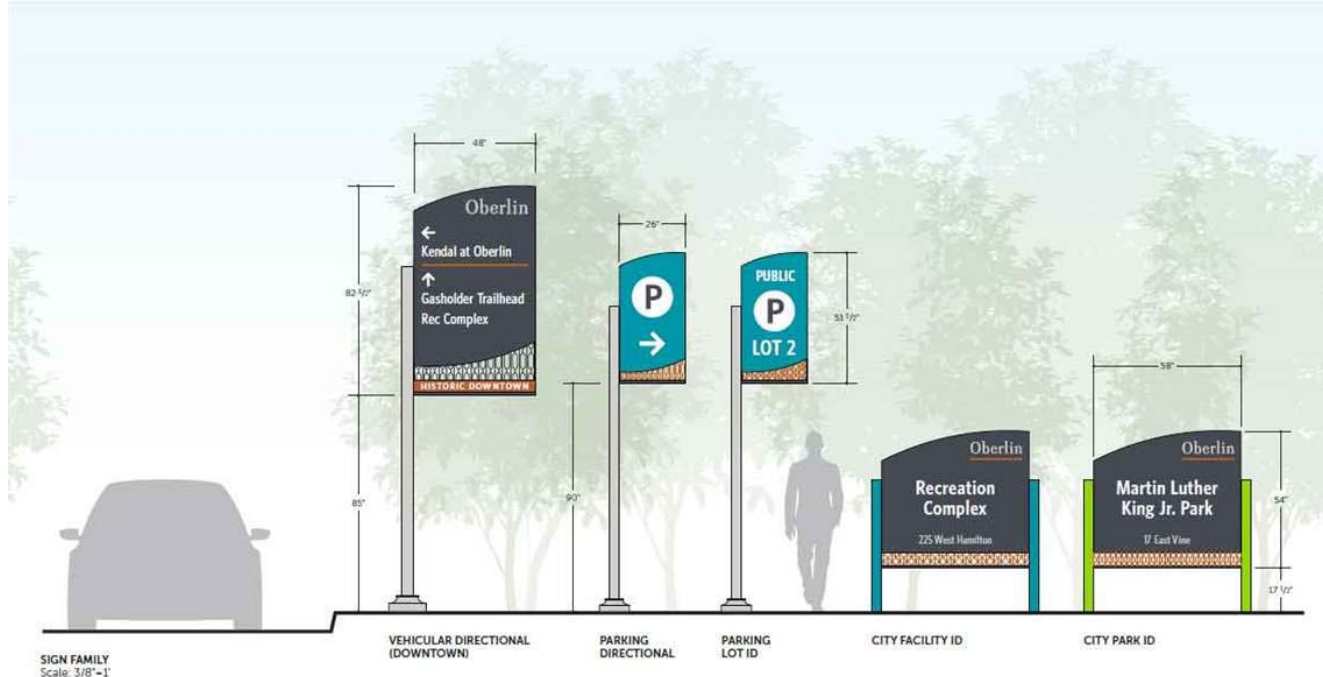 48"
Oberlin
←
Kendal at Oberlin
↑
Gasholder Trailhead
Rec Complex
HISTORIC DOWNTOWN
82 1/2"
85"
26"
P
→
90"
PUBLIC
P
LOT 2
51 1/2"
Oberlin
Recreation
Complex
225 West Hamilton
58"
Oberlin
Martin Luther
King Jr. Park
17 East Vine
54"
17 1/2"
VEHICULAR DIRECTIONAL
(DOWNTOWN)
PARKING
DIRECTIONAL
PARKING
LOT ID
CITY FACILITY ID
CITY PARK ID
SIGN FAMILY
Scale: 3/8"=1'